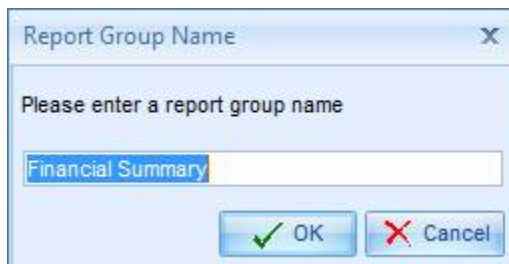 Report Group Name
Please enter a report group name
Financial Summary
OK Cancel